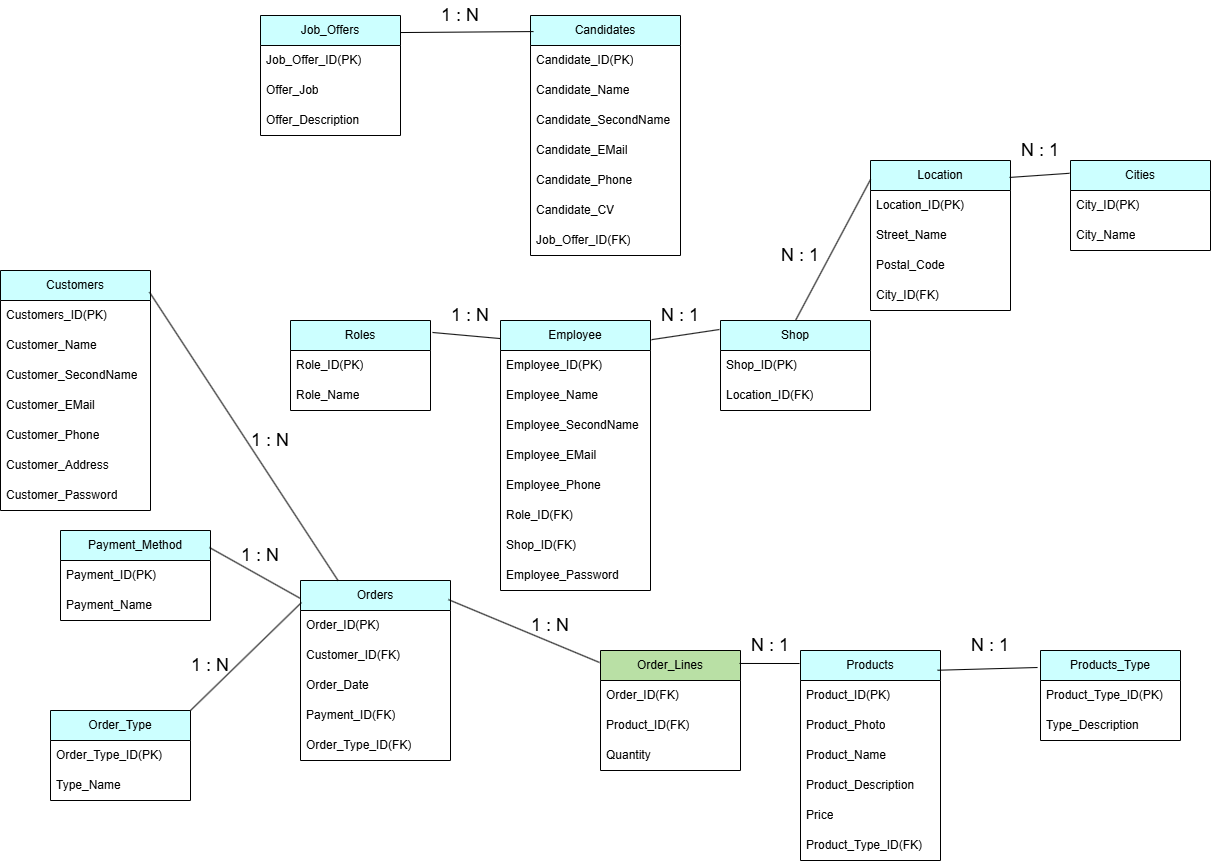 1 : N
Job_Offers
Job_Offer_ID(PK)
Offer_Job
Offer_Description
Candidates
Candidate_ID(PK)
Candidate_Name
Candidate_SecondName
Candidate_EMail
Candidate_Phone
Candidate_CV
Job_Offer_ID(FK)
N : 1
Location
Location_ID(PK)
Street_Name
Postal_Code
City_ID(FK)
Cities
City_ID(PK)
City_Name
N : 1
Customers
Customers_ID(PK)
Customer_Name
Customer_SecondName
Customer_EMail
Customer_Phone
Customer_Address
Customer_Password
1 : N
Roles
Role_ID(PK)
Role_Name
1 : N
Employee
Employee_ID(PK)
Employee_Name
Employee_SecondName
Employee_EMail
Employee_Phone
Role_ID(FK)
Shop_ID(FK)
Employee_Password
N : 1
Shop
Shop_ID(PK)
Location_ID(FK)
Payment_Method
Payment_ID(PK)
Payment_Name
1 : N
Orders
Order_ID(PK)
Customer_ID(FK)
Order_Date
Payment_ID(FK)
Order_Type_ID(FK)
1 : N
Order_Type
Order_Type_ID(PK)
Type_Name
1 : N
Order_Lines
Order_ID(FK)
Product_ID(FK)
Quantity
N : 1
Products
Product_ID(PK)
Product_Photo
Product_Name
Product_Description
Price
Product_Type_ID(FK)
N : 1
Products_Type
Product_Type_ID(PK)
Type_Description